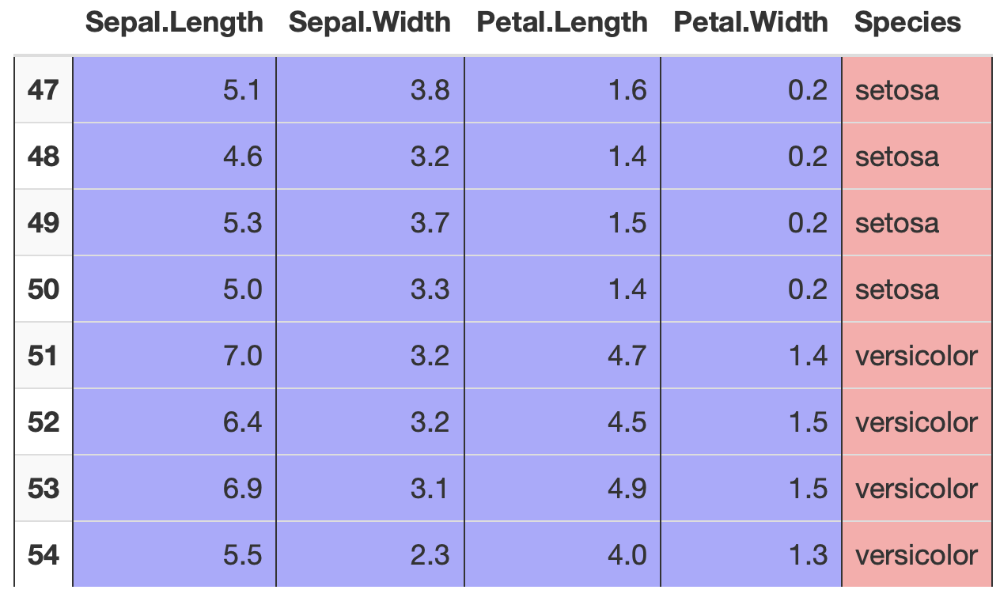 Sepal.Length Sepal.Width Petal.Length Petal.Width Species
47 5.1 3.8 1.6 0.2 setosa
48 4.6 3.2 1.4 0.2 setosa
49 5.3 3.7 1.5 0.2 setosa
50 5.0 3.3 1.4 0.2 setosa
51 7.0 3.2 4.7 1.4 versicolor
52 6.4 3.2 4.5 1.5 versicolor
53 6.9 3.1 4.9 1.5 versicolor
54 5.5 2.3 4.0 1.3 versicolor